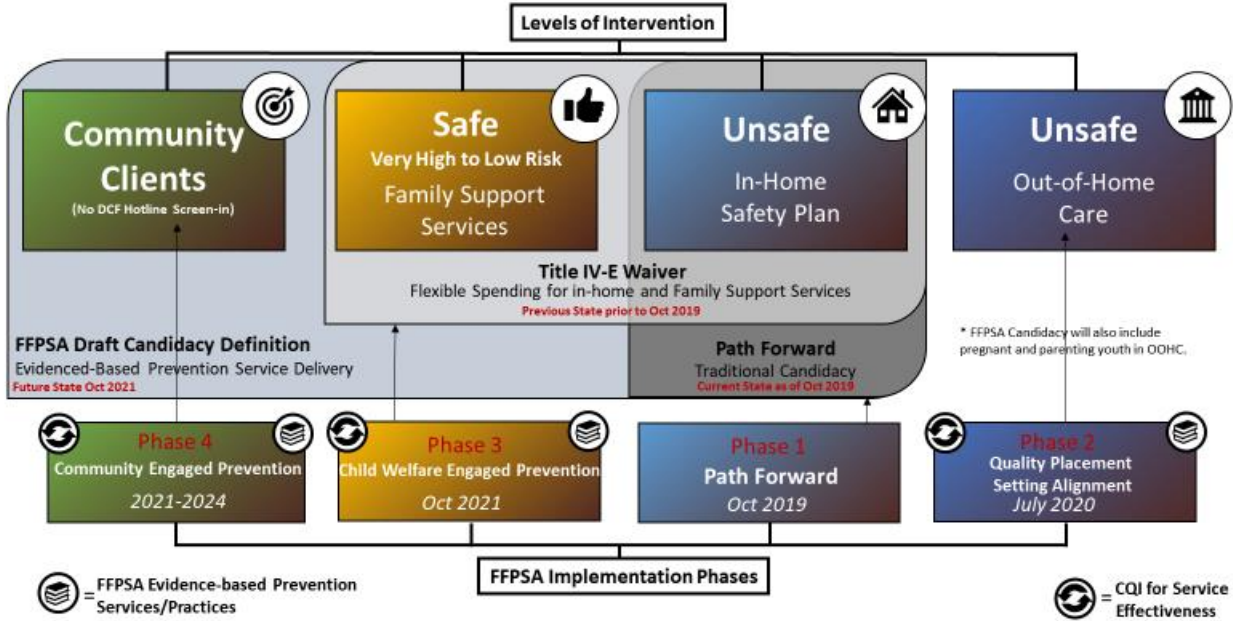 Levels of Intervention
Community
Clients
(No DCF Hotline Screen-in)
Safe
Very High to Low Risk
Family Support
Services
Unsafe
In-Home
Safety Plan
Unsafe
Out-of-Home
Care
Title IV-E Waiver
Flexible Spending for in-home and Family Support Services
Previous State prior to Oct 2019
FFPSA Draft Candidacy Definition
Evidenced-Based Prevention Service Delivery
Future State Oct 2021
Path Forward
Traditional Candidacy
Current State as of Oct 2019
* FFPSA Candidacy will also include
pregnant and parenting youth in OOHC.
Phase 4
Community Engaged Prevention
2021-2024
Phase 3
Child Welfare Engaged Prevention
Oct 2021
Phase 1
Path Forward
Oct 2019
Phase 2
Quality Placement
Setting Alignment
July 2020
FFPSA Implementation Phases
=FFPSA Evidence-based Prevention
Services/Practices
= CQI for Service
Effectiveness